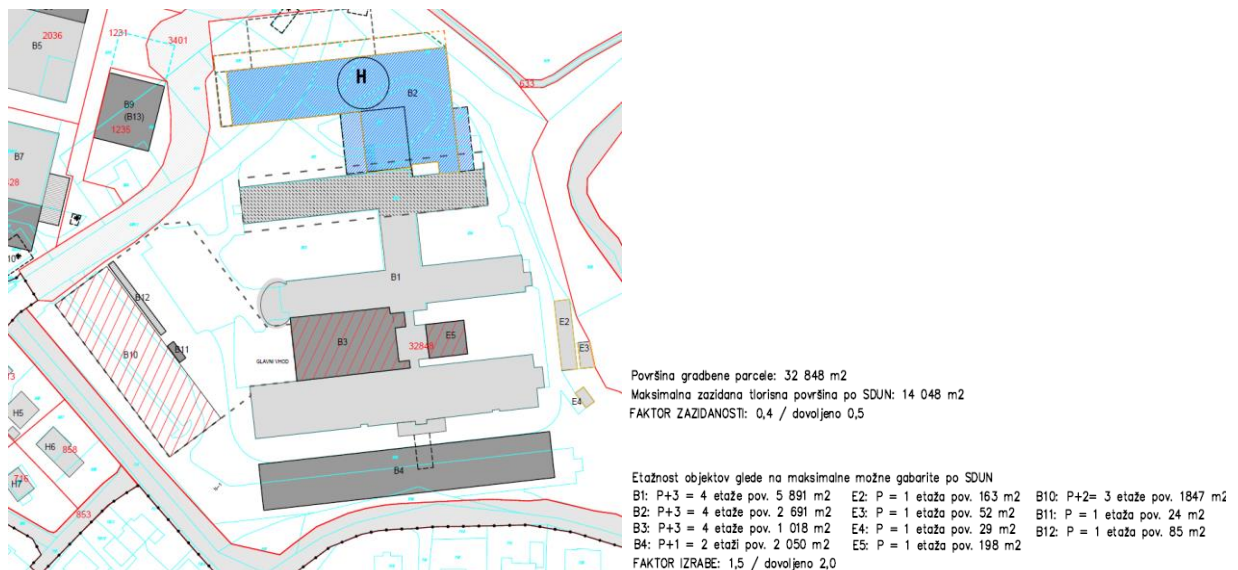 2036
1231
3401
B5
H
B9
(B13)
1235
B2
633
B7
B1
B12
B10
B11
B3
E5
GLAVNI VHOD
E2
E3
E4
H5
H6
858
H7
716
853
B4
Površina gradbene parcele: 32 848 m2
Maksimalna zazidana tlorisna površina po SDUN: 14 048 m2
FAKTOR ZAZIDANOSTI: 0,4 / dovoljeno 0,5
Etažnost objektov glede na maksimalne možne gabarite po SDUN
B1: P+3 = 4 etaže pov. 5 891 m2 E2: P = 1 etaža pov. 163 m2 B10: P+2= 3 etaže pov. 1847 m2
B2: P+3 = 4 etaže pov. 2 691 m2 E3: P = 1 etaža pov. 52 m2 B11: P = 1 etaža pov. 24 m2
B3: P+3 = 4 etaže pov. 1 018 m2 E4: P = 1 etaža pov. 29 m2 B12: P = 1 etaža pov. 85 m2
B4: P+1 = 2 etaži pov. 2 050 m2 E5: P = 1 etaža pov. 198 m2
FAKTOR IZRABE: 1,5 / dovoljeno 2,0